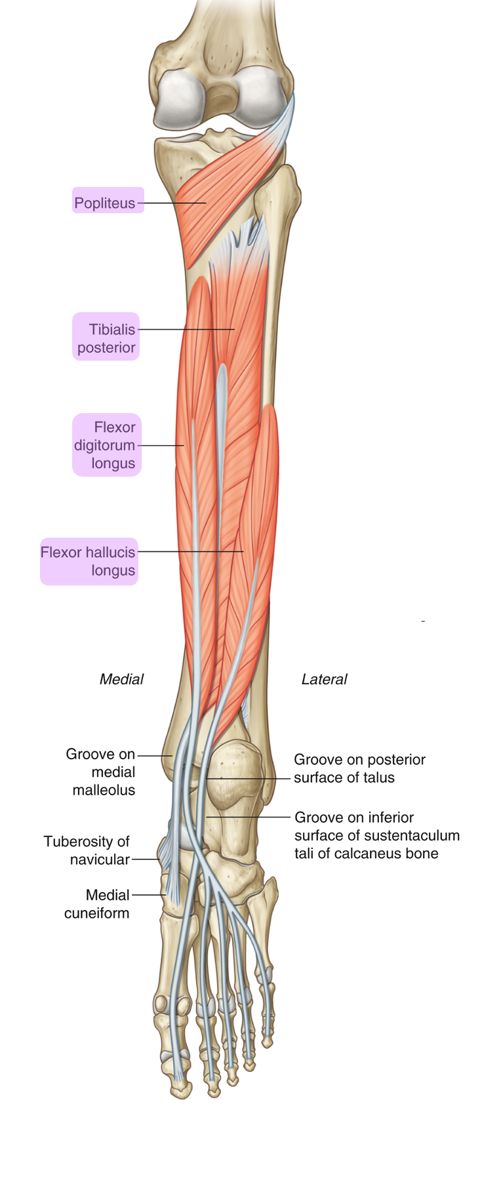 Popliteus
Tibialis
posterior
Flexor
digitorum
longus
Flexor hallucis
longus
Medial
Lateral
Groove on
medial
malleolus
Groove on posterior
surface of talus
Groove on inferior
surface of sustentaculum
tali of calcaneus bone
Tuberosity of
navicular
Medial
cuneiform